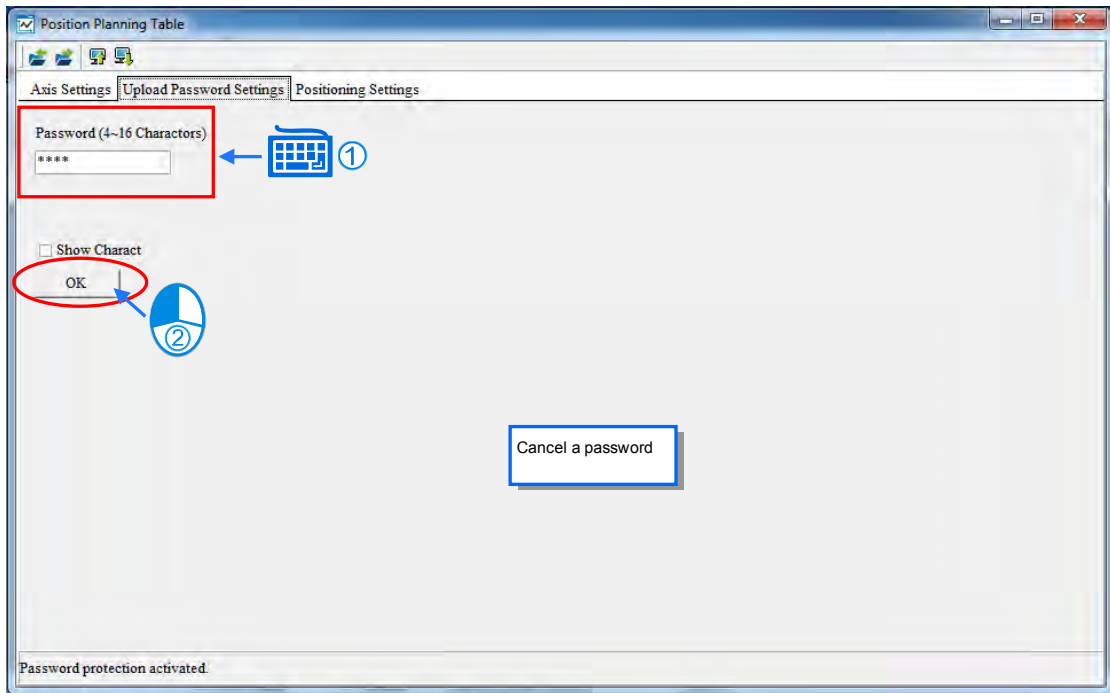 Position Planning Table
Axis Settings Upload Password Settings Positioning Settings
Password (4~16 Charactors)
****
①
Show Charact
OK
②
Cancel a password
Password protection activated.